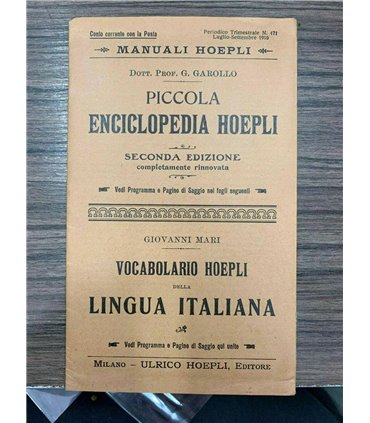 Conto corrente con la Posta
Periodico Trimestrale N. 471
Luglio-Settembre 1910
MANUALI HOEPLI
DOTT. PROF. G. GAROLLO
PICCOLA
ENCICLOPEDIA HOEPLI
SECONDA EDIZIONE
completamente rinnovata
Vedi Programma e Pagine di Saggio nei fogli seguenti
GIOVANNI MARI
VOCABOLARIO HOEPLI
DELLA
LINGUA ITALIANA
Vedi Programma e Pagine di Saggio qui unite
MILANO – ULRICO HOEPLI, EDITORE